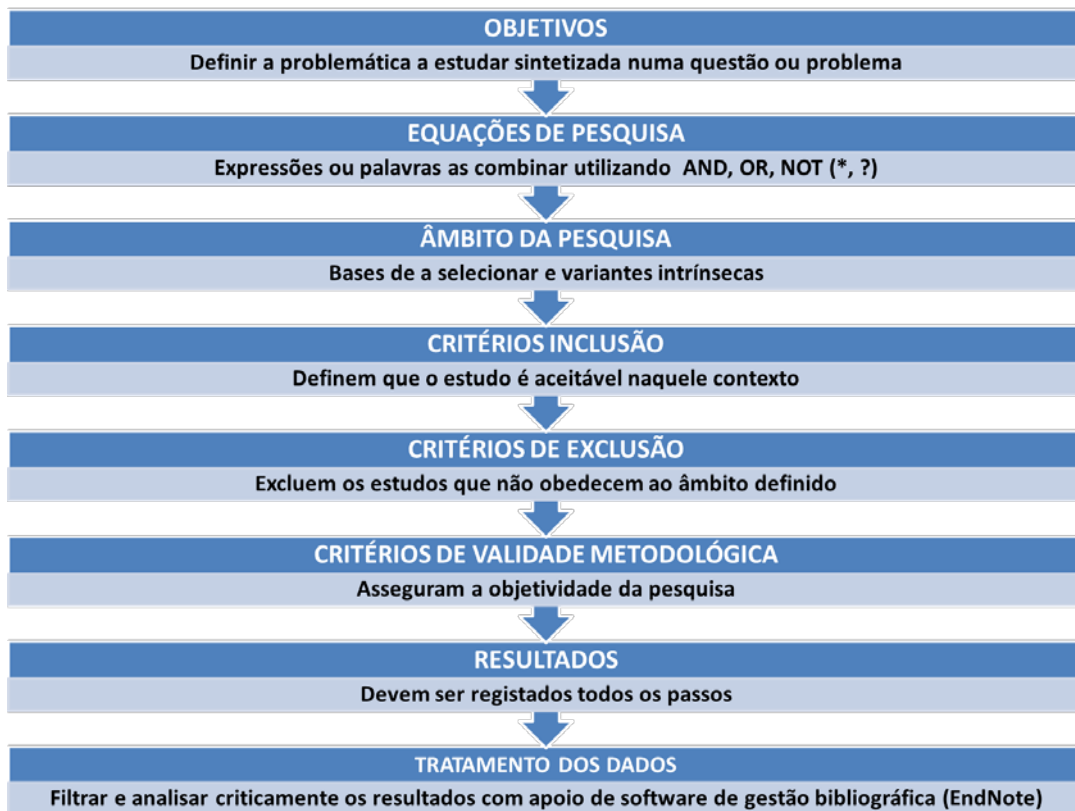 OBJETIVOS
Definir a problemática a estudar sintetizada numa questão ou problema
EQUAÇÕES DE PESQUISA
Expressões ou palavras as combinar utilizando AND, OR, NOT (*, ?)
ÂMBITO DA PESQUISA
Bases de a selecionar e variantes intrínsecas
CRITÉRIOS INCLUSÃO
Definem que o estudo é aceitável naquele contexto
CRITÉRIOS DE EXCLUSÃO
Excluem os estudos que não obedecem ao âmbito definido
CRITÉRIOS DE VALIDADE METODOLÓGICA
Asseguram a objetividade da pesquisa
RESULTADOS
Devem ser registados todos os passos
TRATAMENTO DOS DADOS
Filtrar e analisar criticamente os resultados com apoio de software de gestão bibliográfica (EndNote)